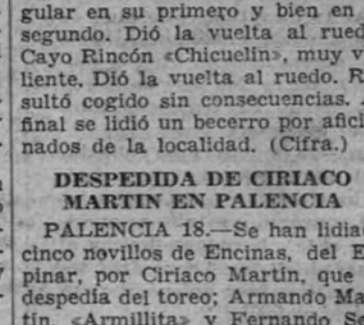 gular en su primero y bien en
segundo. Dió la vuelta al rued
Cayo Rincón «Chicuelín», muy v
liente. Dió la vuelta al ruedo. R
sultó cogido sin consecuencias.
final se lidió un becerro por afici
nados de la localidad. (Cifra.)
DESPEDIDA DE CIRIACO
MARTIN EN PALENCIA
PALENCIA 18.—Se han lidia
cinco novillos de Encinas, del E
pinar, por Ciriaco Martín, que
despedía del toreo; Armando Ma
tín, «Armillita» y Fernando S